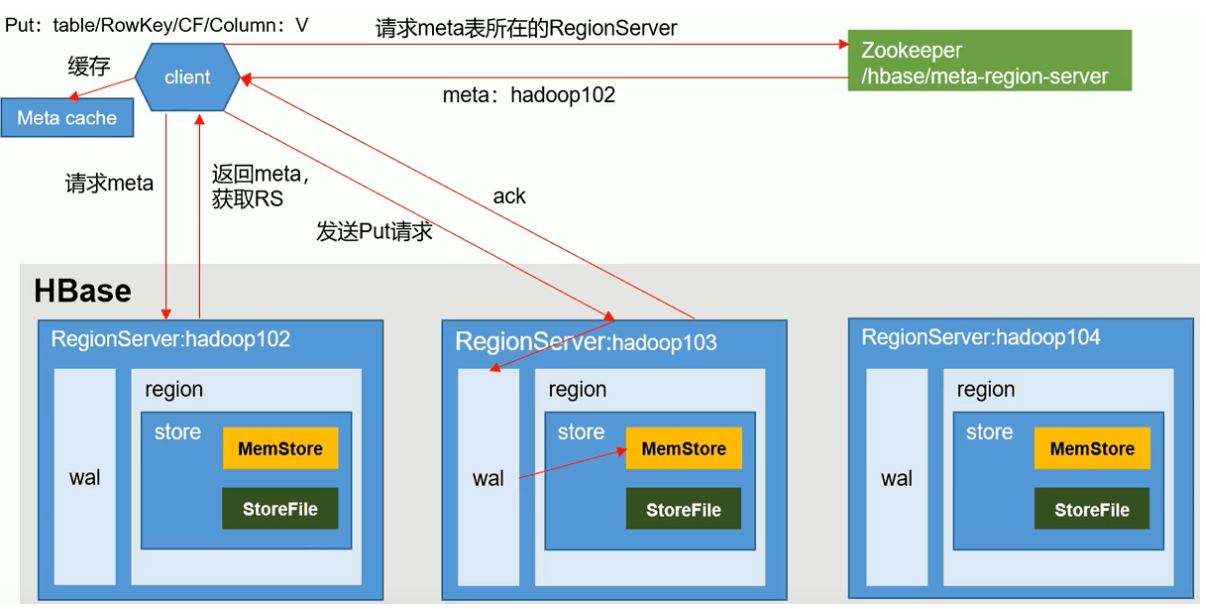 Put：table/RowKey/CF/Column：V
请求meta表所在的RegionServer
Zookeeper
/hbase/meta-region-server
缓存
client
meta：hadoop102
Meta cache
请求meta
返回meta，
获取RS
ack
发送Put请求
HBase
RegionServer:hadoop102
region
store
MemStore
wal
StoreFile
RegionServer:hadoop103
region
store
MemStore
wal
StoreFile
RegionServer:hadoop104
region
store
MemStore
wal
StoreFile